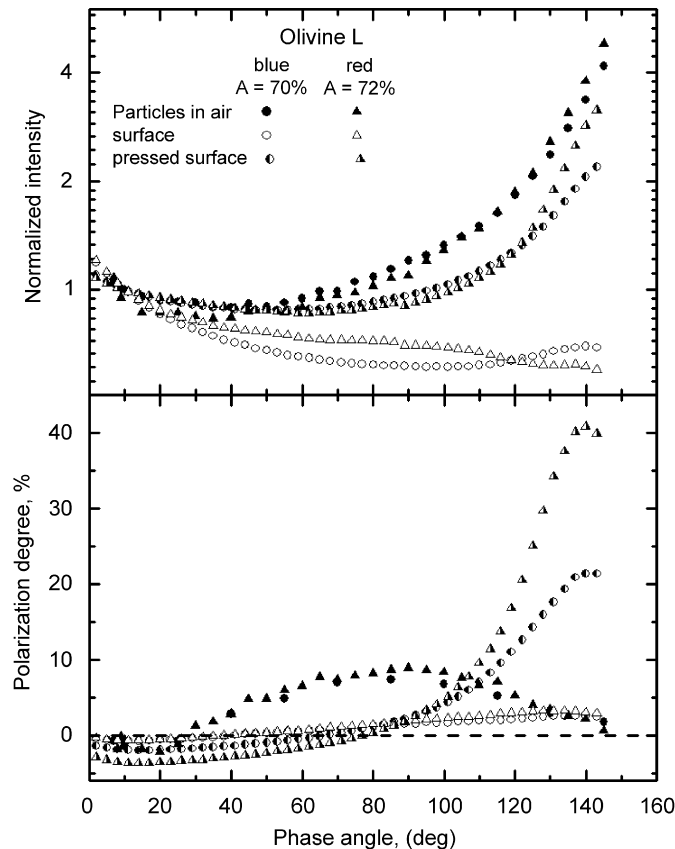 Olivine L
blue red
A = 70% A = 72%
Particles in air
surface
pressed surface
Normalized intensity
4
2
1
Polarization degree, %
40
30
20
10
0
0 20 40 60 80 100 120 140 160
Phase angle, (deg)